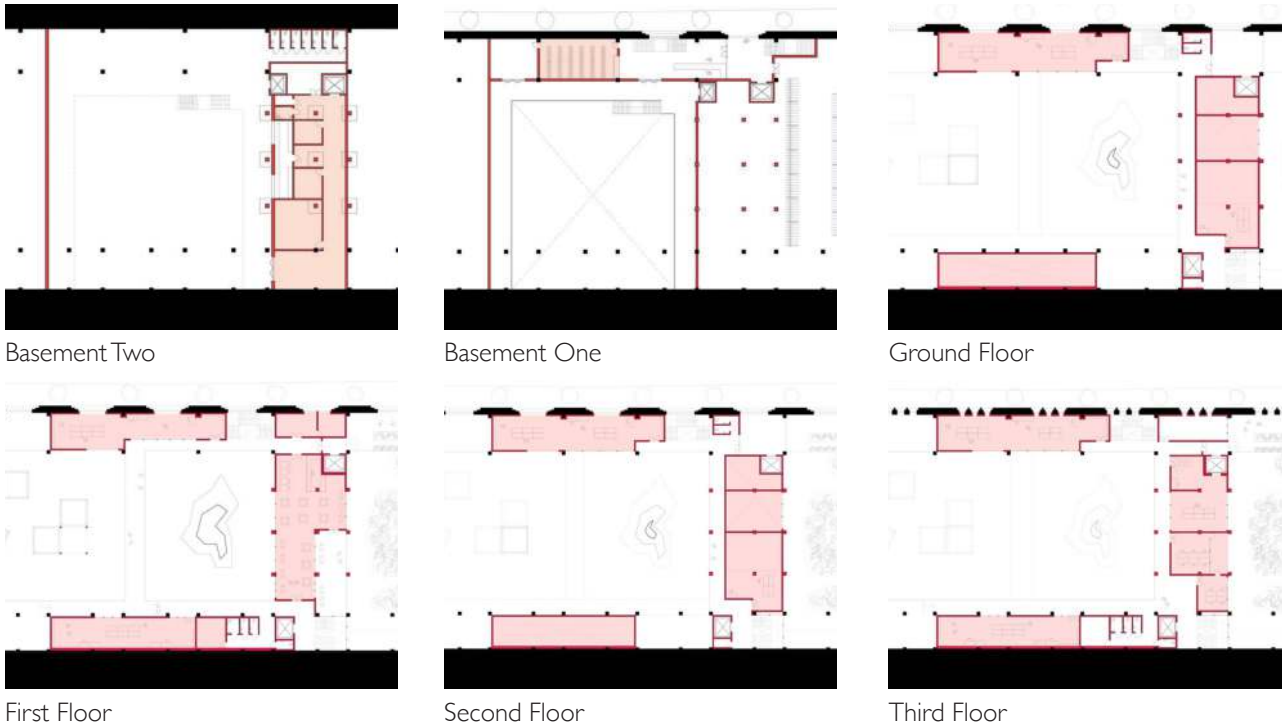 Basement Two
Basement One
Ground Floor
First Floor
Second Floor
Third Floor